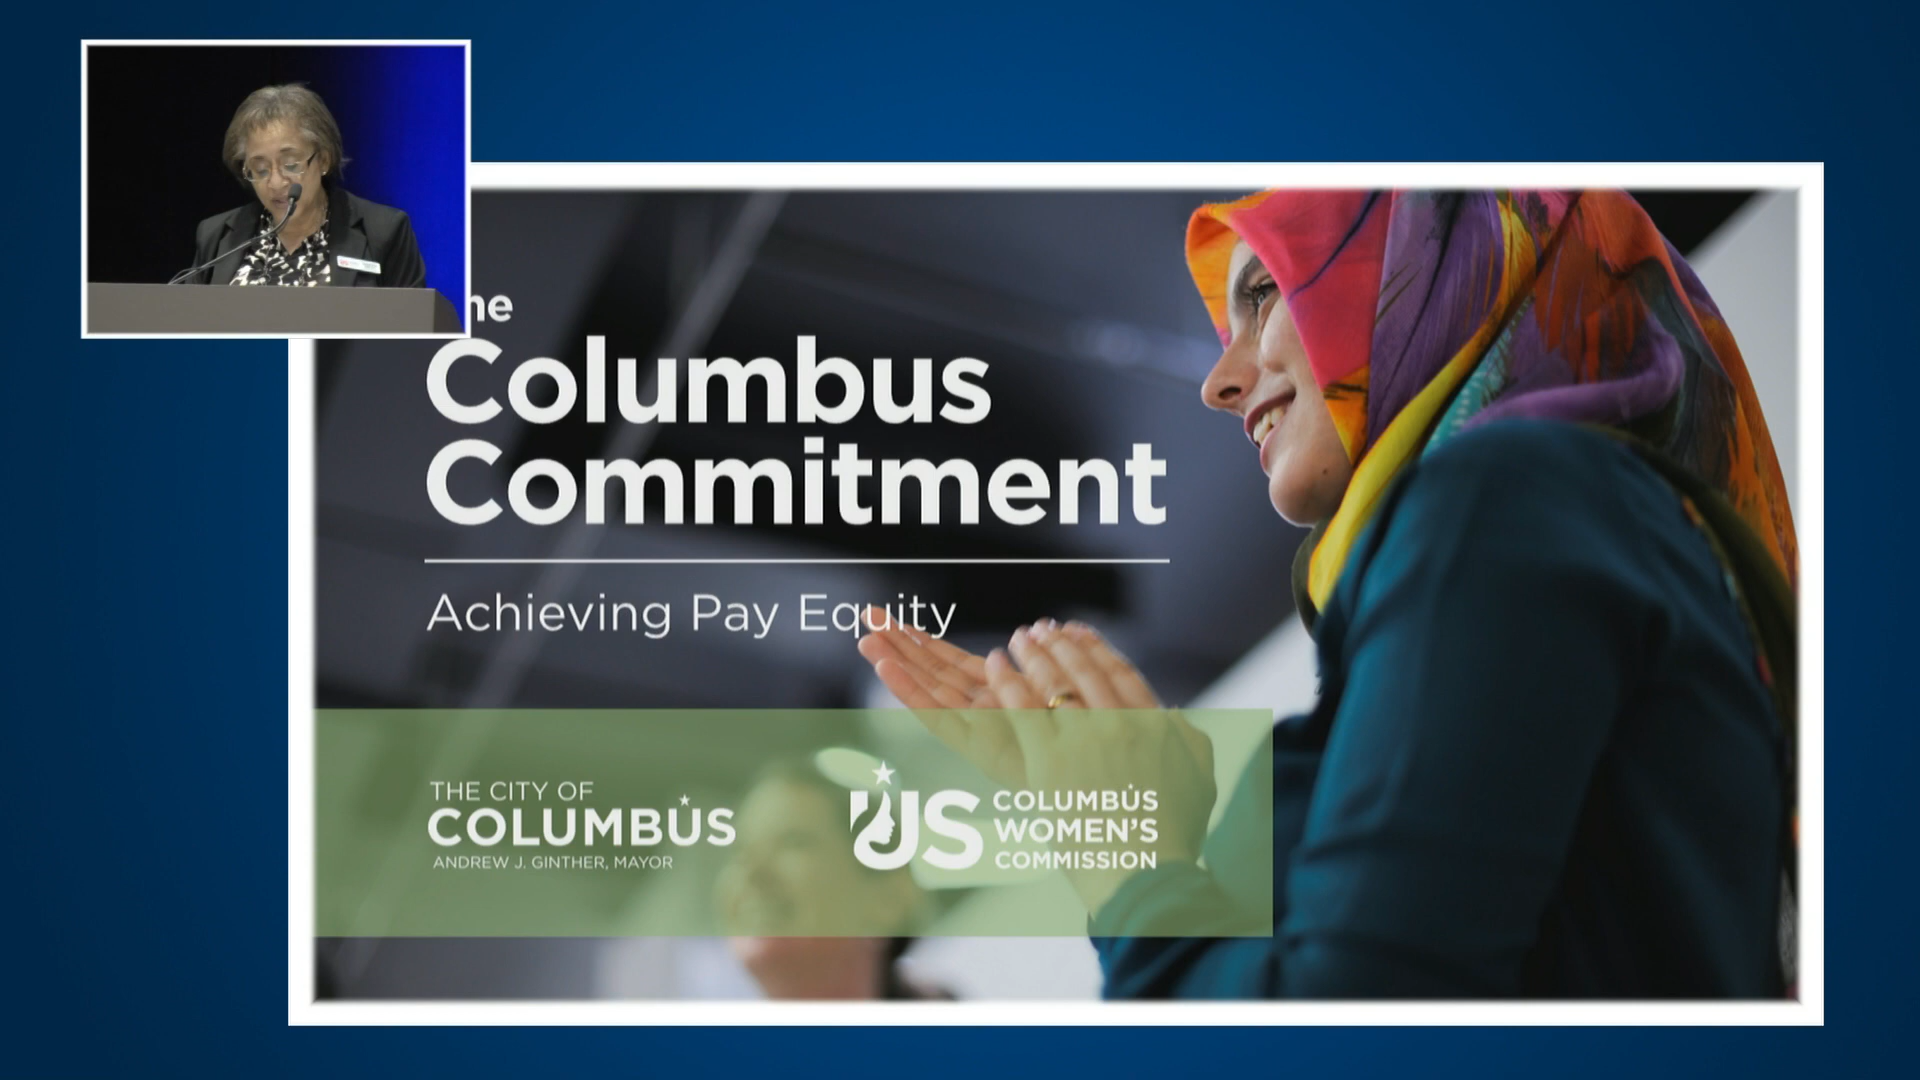 he
Columbus
Commitment
Achieving Pay Equity
THE CITY OF
COLUMBUS
ANDREW J. GINTHER, MAYOR
US
COLUMBUS
WOMEN'S
COMMISSION